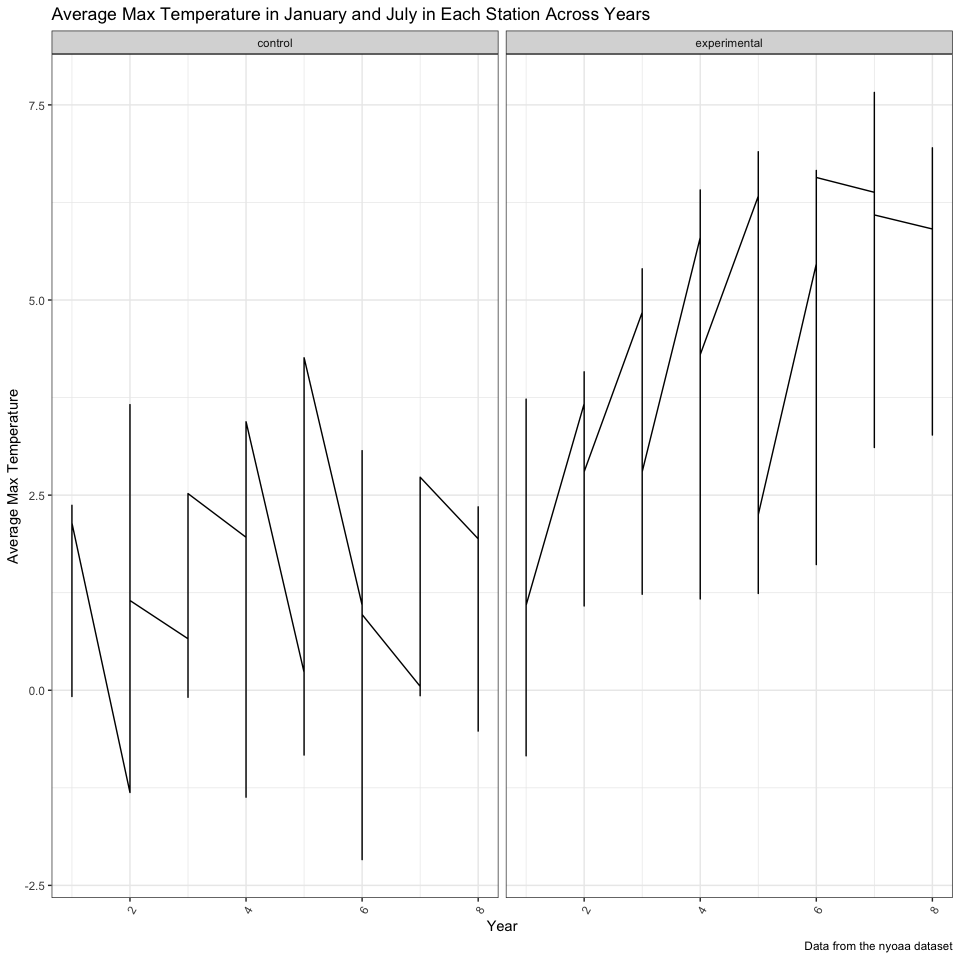 Average Max Temperature in January and July in Each Station Across Years
control
experimental
Average Max Temperature
7.5
5.0
2.5
0.0
-2.5
2
4
6
8
2
4
6
8
Year
Data from the nyoaa dataset